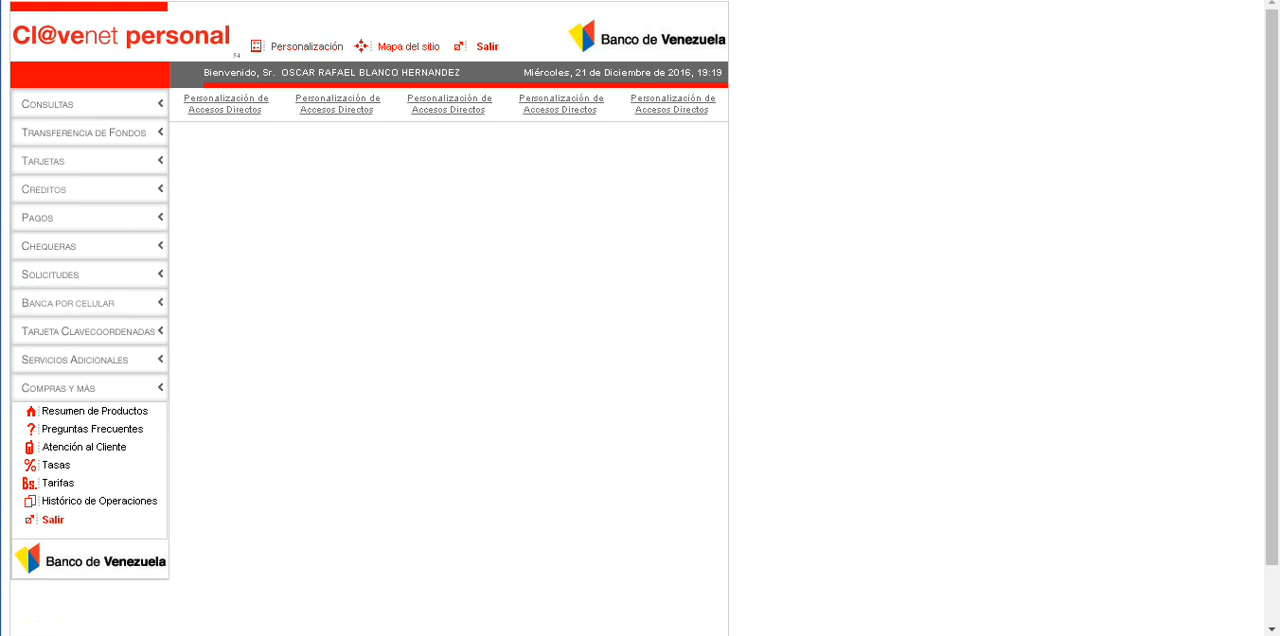 Cl@venet personal
54
Personalización
Mapa del sitio
Salir
Banco de Venezuela
Bienvenido, Sr. OSCAR RAFAEL BLANCO HERNANDEZ
Miércoles, 21 de Diciembre de 2016, 19:19
Personalización de
Accesos Directos
Personalización de
Accesos Directos
Personalización de
Accesos Directos
Personalización de
Accesos Directos
Personalización de
Accesos Directos
CONSULTAS
TRANSFERENCIA DE FONDOS
TARJETAS
CRÉDITOS
PAGOS
CHEQUERAS
SOLICITUDES
BANCA POR CELULAR
TARJETA CLAVECOORDENADAS
SERVICIOS ADICIONALES
COMPRAS Y MÁS
Resumen de Productos
? Preguntas Frecuentes
Atención al Cliente
% Tasas
Bs. Tarifas
Histórico de Operaciones
Salir
Banco de Venezuela